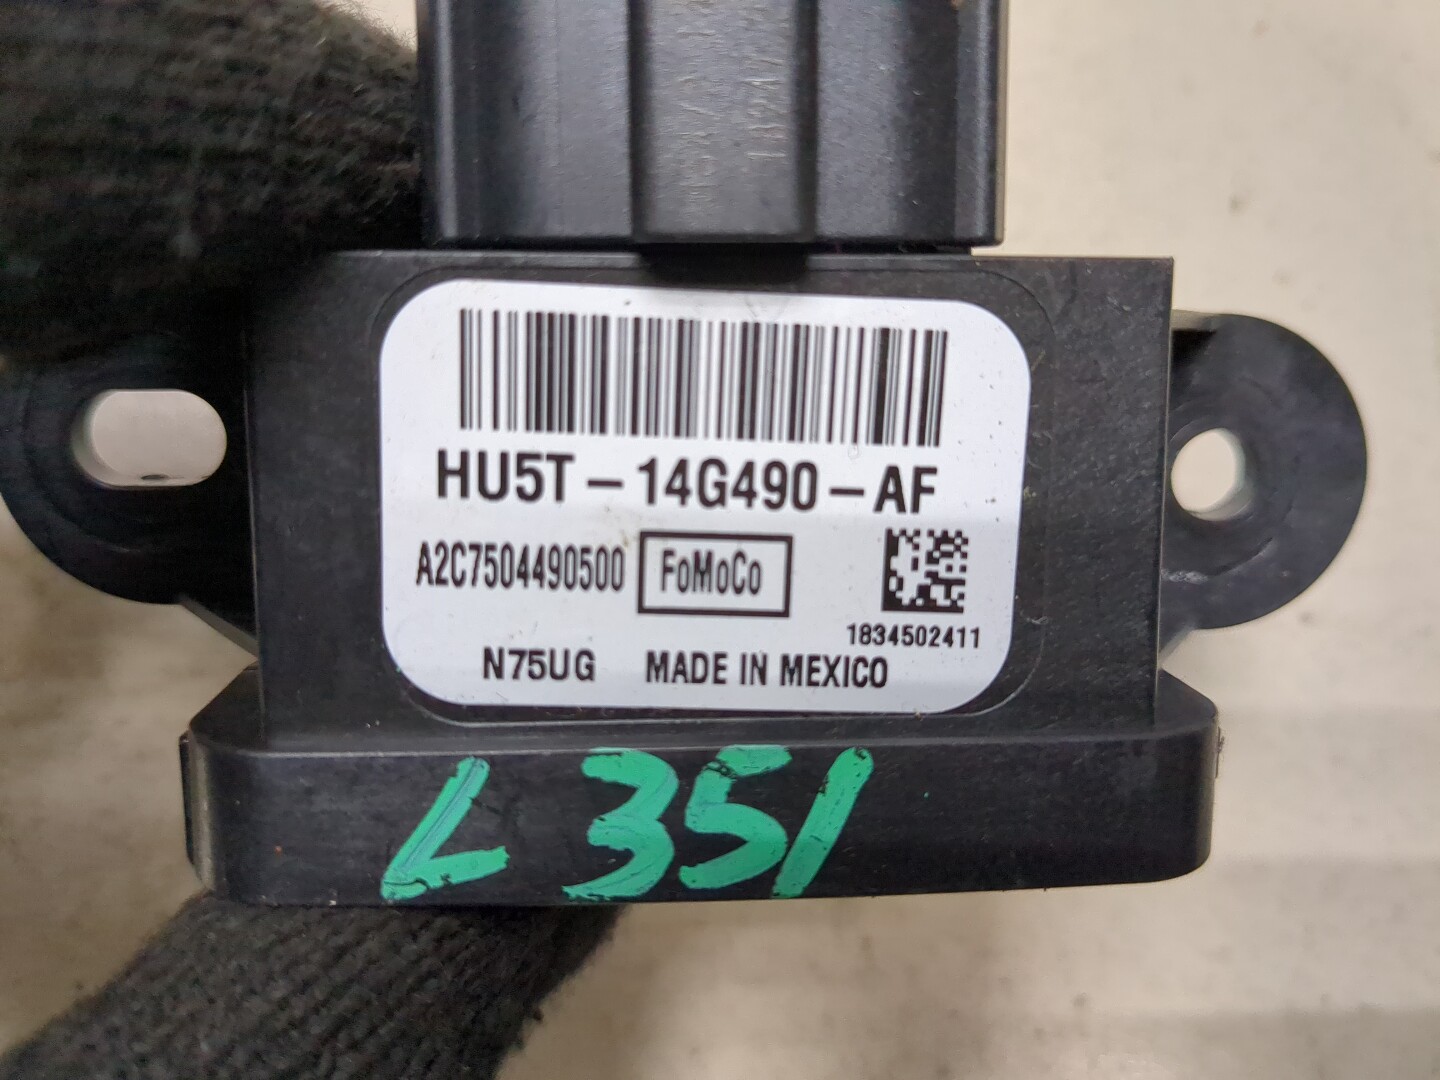 HU5T-14G490-AF
A2C7504490500 FoMoCo
1834502411
N75UG MADE IN MEXICO
L351